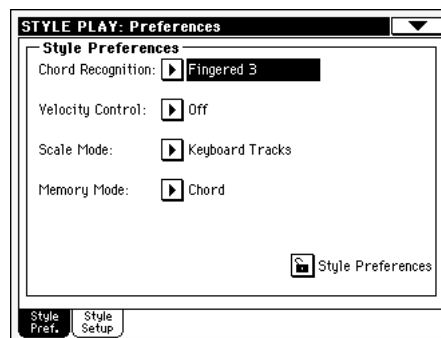 STYLE PLAY: Preferences
Style Preferences
Chord Recognition: Fingered 3
Velocity Control: Off
Scale Mode: Keyboard Tracks
Memory Mode: Chord
Style Preferences
Style Pref.
Style Setup